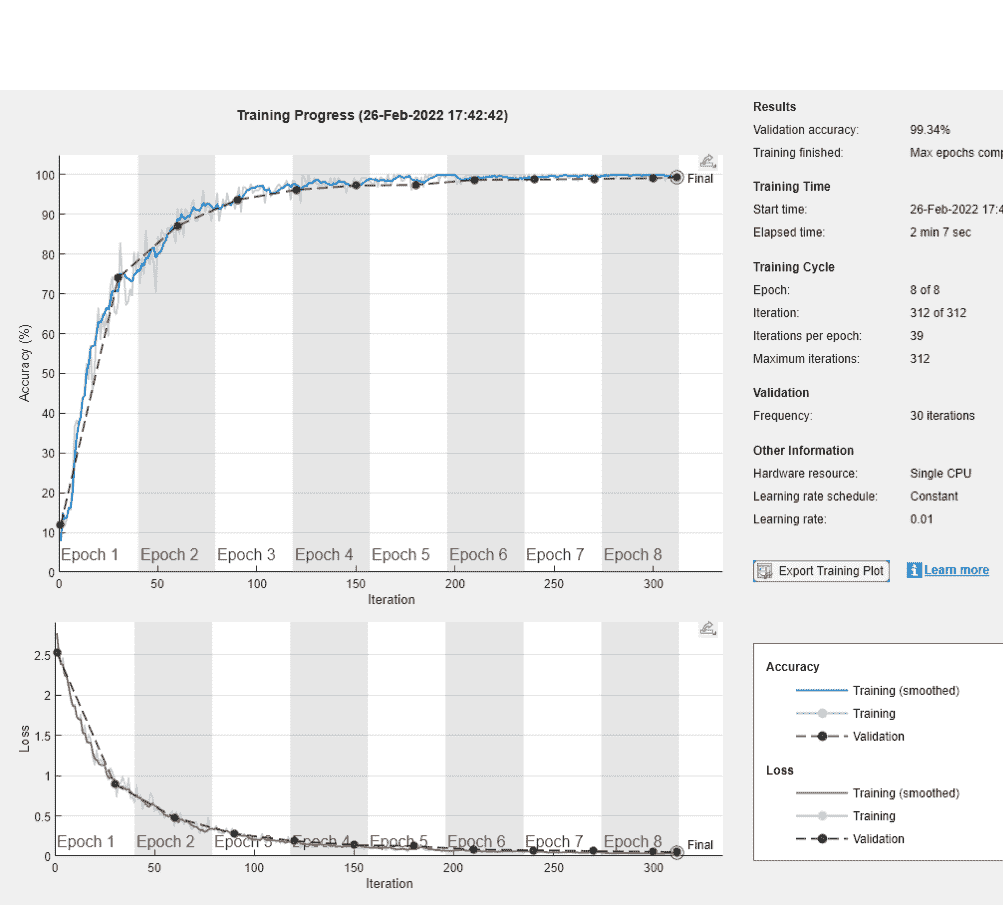 Training Progress (26-Feb-2022 17:42:42)
100
90
80
70
60
50
40
30
20
10
0
Accuracy (%)
Final
Epoch 1
Epoch 2
Epoch 3
Epoch 4
Epoch 5
Epoch 6
Epoch 7
Epoch 8
0
50
100
150
200
250
300
Iteration
2.5
2
1.5
1
0.5
0
Loss
Final
Epoch 1
Epoch 2
Epoch 3
Epoch 4
Epoch 5
Epoch 6
Epoch 7
Epoch 8
0
50
100
150
200
250
300
Iteration
Results
Validation accuracy: 99.34%
Training finished: Max epochs comp
Training Time
Start time: 26-Feb-2022 17:4
Elapsed time: 2 min 7 sec
Training Cycle
Epoch: 8 of 8
Iteration: 312 of 312
Iterations per epoch: 39
Maximum iterations: 312
Validation
Frequency: 30 iterations
Other Information
Hardware resource: Single CPU
Learning rate schedule: Constant
Learning rate: 0.01
Export Training Plot
i Learn more
Accuracy
Training (smoothed)
Training
Validation
Loss
Training (smoothed)
Training
Validation